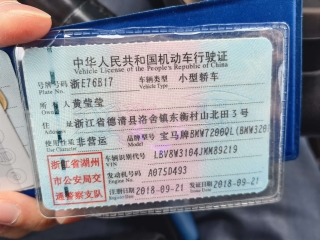 中华人民共和国机动车行驶证
Vehicle License of the People's Republic of China
号牌号码 浙E76B17 车辆类型 小型轿车
Plate No. Vehicle Type
所有人 黄莹莹
Owner
住址 浙江省德清县洛舍镇东衡村山北田3号
Address
使用性质 非营运 品牌型号 宝马牌BMW7200QL(BMW320
Use Character Model
浙江省湖州 车辆识别代号 LBV8W3104JMM89219
VIN
市公安局交 发动机号码 A075D493
Engine No.
通警察支队 注册日期 2018-09-21 发证日期 2018-09-21
Register Date Issue Date